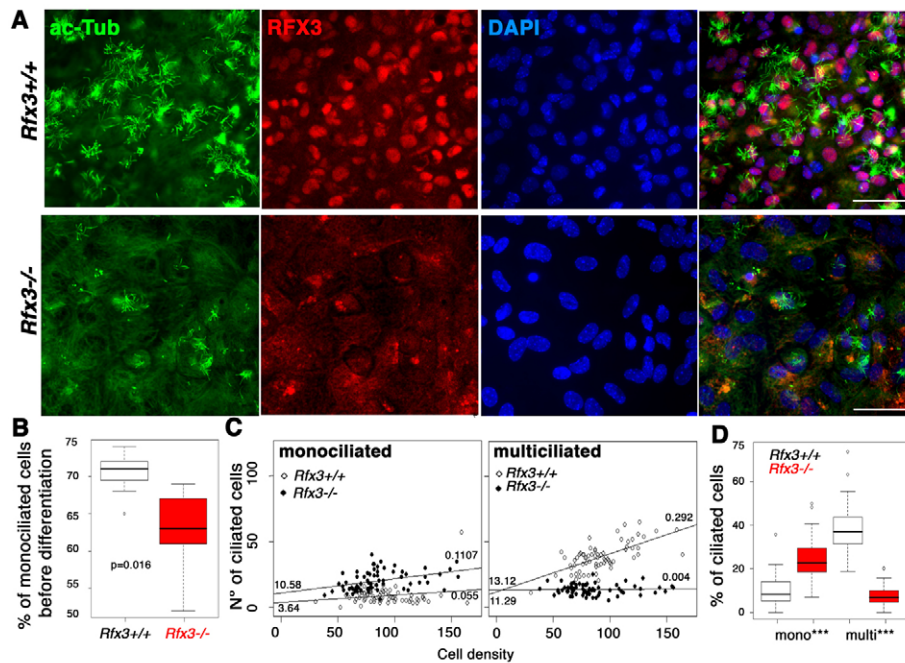 A
ac-Tub RFX3 DAPI
Rfx3+/+
Rfx3-/-
B
% of monociliated cells
before differentiation
75
70
65
60
55
50
p=0.016
Rfx3+/+ Rfx3-/-
C
N° of ciliated cells
100
50
0
monociliated
Rfx3+/+
Rfx3-/-
10.58
3.64
0.1107
0.055
0 50 100 150
multiciliated
Rfx3+/+
Rfx3-/-
0.292
13.12
11.29
0.004
0 50 100 150
Cell density
D
% of ciliated cells
75
60
40
20
0
Rfx3+/+
Rfx3-/-
mono*** multi***